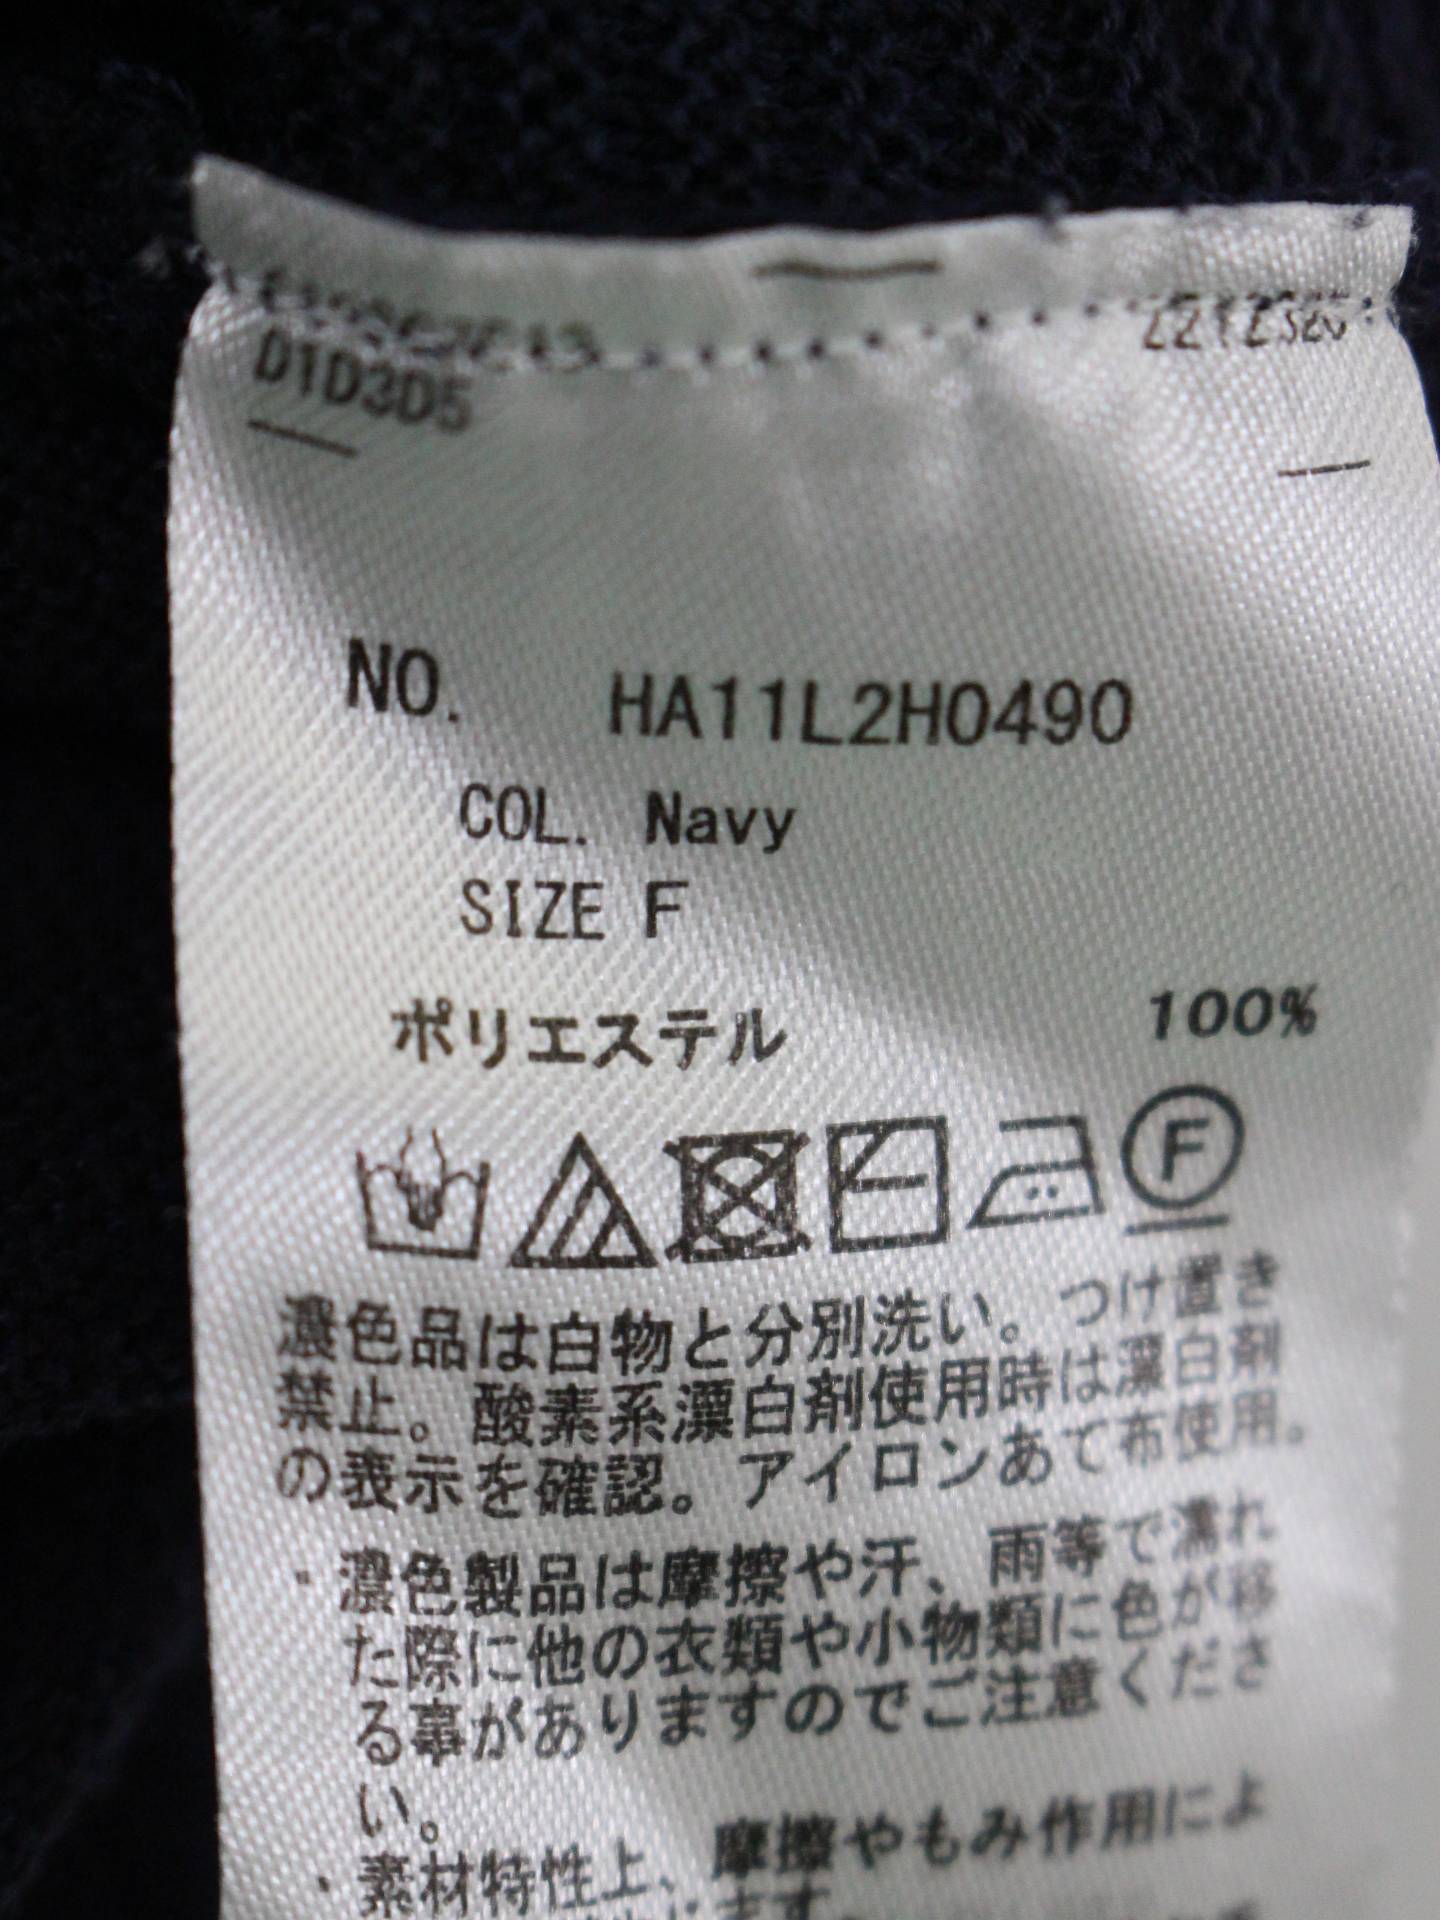 D1D3D5
NO. HA11L2H0490
COL. Navy
SIZE F
ポリエステル 100%
F
濃色品は白物と分別洗い。つけ置き
禁止。酸素系漂白剤使用時は漂白剤
の表示を確認。アイロンあて布使用。
・濃色製品は摩擦や汗、雨等で濡れ
た際に他の衣類や小物類に色が移
る事がありますのでご注意くださ
い。
・素材特性上、摩擦やもみ作用によ